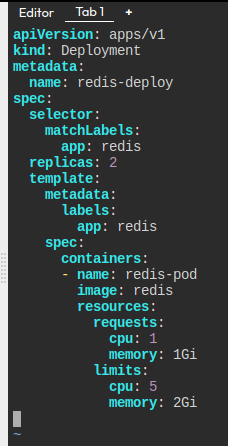 Editor Tab 1 +
apiVersion: apps/v1
kind: Deployment
metadata:
  name: redis-deploy
spec:
  selector:
    matchLabels:
      app: redis
  replicas: 2
  template:
    metadata:
      labels:
        app: redis
    spec:
      containers:
      - name: redis-pod
        image: redis
        resources:
          requests:
            cpu: 1
            memory: 1Gi
          limits:
            cpu: 5
            memory: 2Gi
~